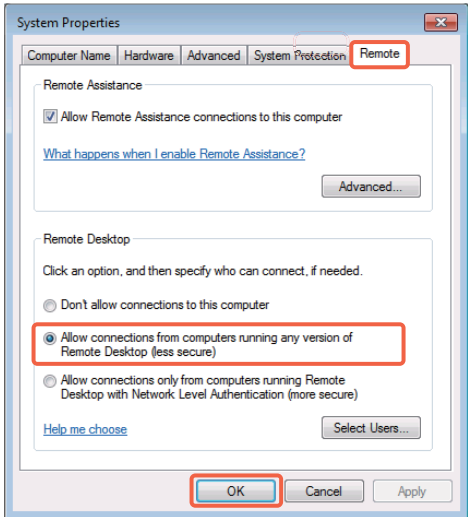 System Properties
Computer Name Hardware Advanced System Protection Remote
Remote Assistance
Allow Remote Assistance connections to this computer
What happens when I enable Remote Assistance?
Advanced...
Remote Desktop
Click an option, and then specify who can connect, if needed.
Don't allow connections to this computer
Allow connections from computers running any version of
Remote Desktop (less secure)
Allow connections only from computers running Remote
Desktop with Network Level Authentication (more secure)
Help me choose
Select Users...
OK Cancel Apply